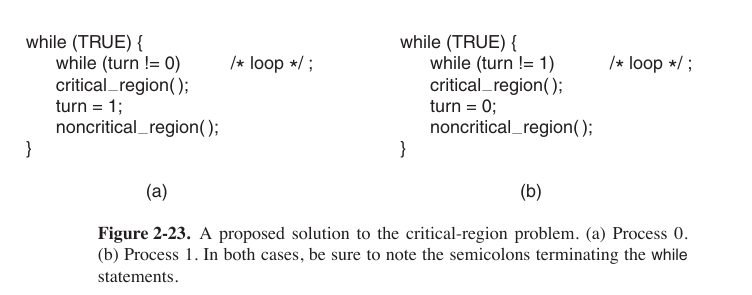 while (TRUE) {
while (turn != 0) /* loop */ ;
critical_region( );
turn = 1;
noncritical_region( );
}
(a)
while (TRUE) {
while (turn != 1) /* loop */ ;
critical_region( );
turn = 0;
noncritical_region( );
}
(b)
Figure 2-23. A proposed solution to the critical-region problem. (a) Process 0.
(b) Process 1. In both cases, be sure to note the semicolons terminating the while
statements.